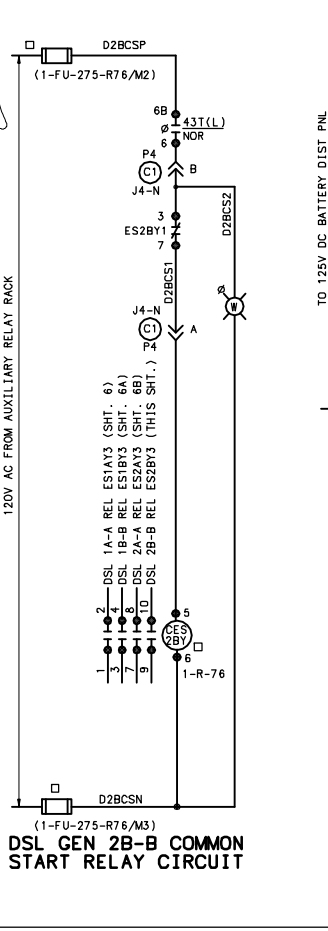 D2BCSP
(1-FU-275-R76/M2)
6B
43T(L)
Ø
NOR
6
P4
C1
B
J4-N
3
ES2BY1
7
D2BCS2
D2BCS1
Ø
W
J4-N
C1
A
P4
120V AC FROM AUXILIARY RELAY RACK
TO 125V DC BATTERY DIST PNL
DSL 1A-A REL ES1AY3 (SHT. 6)
DSL 1B-B REL ES1BY3 (SHT. 6A)
DSL 2A-A REL ES2AY3 (SHT. 6B)
DSL 2B-B REL ES2BY3 (THIS SHT.)
2
4
8
10
1
3
7
9
5
CES
2BY
6
1-R-76
D2BCSN
(1-FU-275-R76/M3)
DSL GEN 2B-B COMMON
START RELAY CIRCUIT